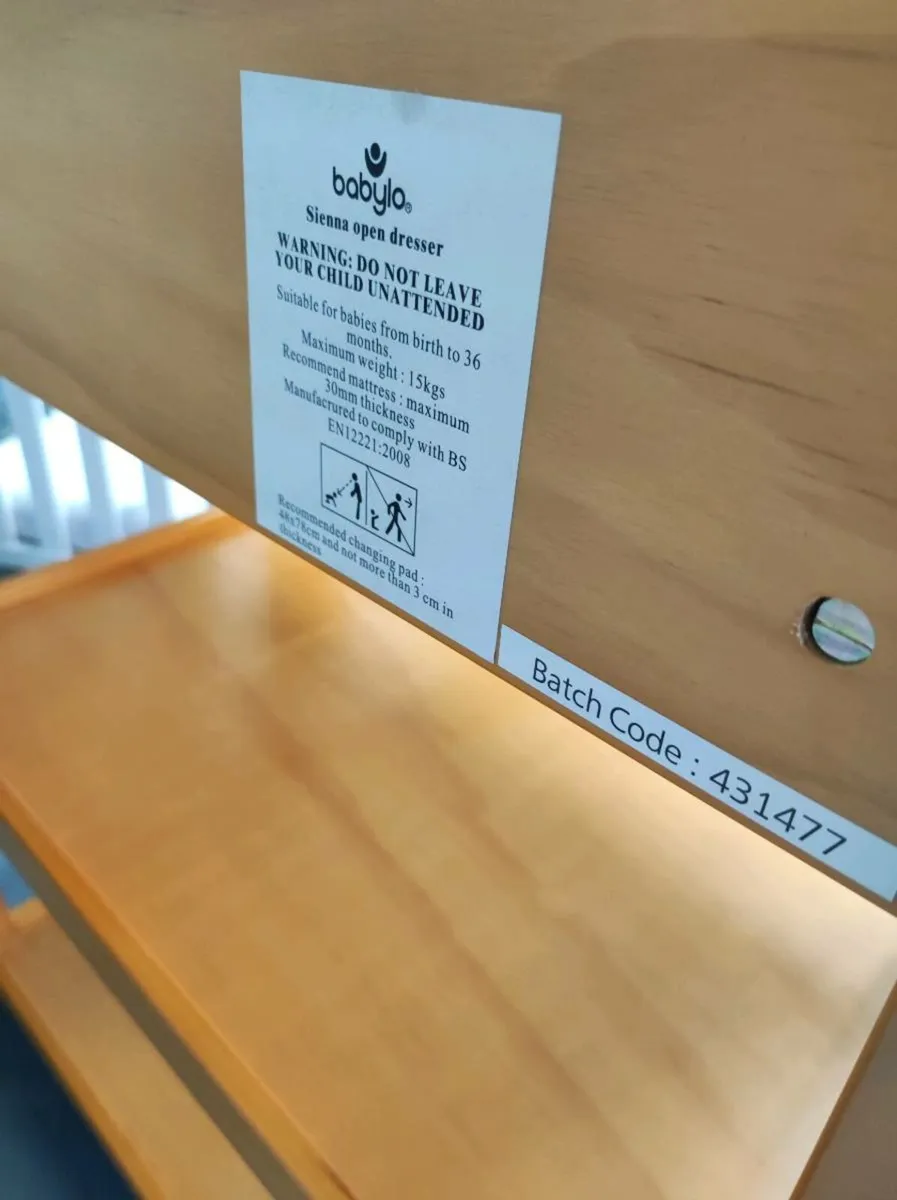 babylo®
Sienna open dresser
WARNING: DO NOT LEAVE
YOUR CHILD UNATTENDED
Suitable for babies from birth to 36
months.
Maximum weight : 15kgs
Recommend mattress : maximum
30mm thickness
Manufacrured to comply with BS
EN12221:2008
Recommended changing pad :
48x78cm and not more than 3 cm in
thickness
Batch Code : 431477